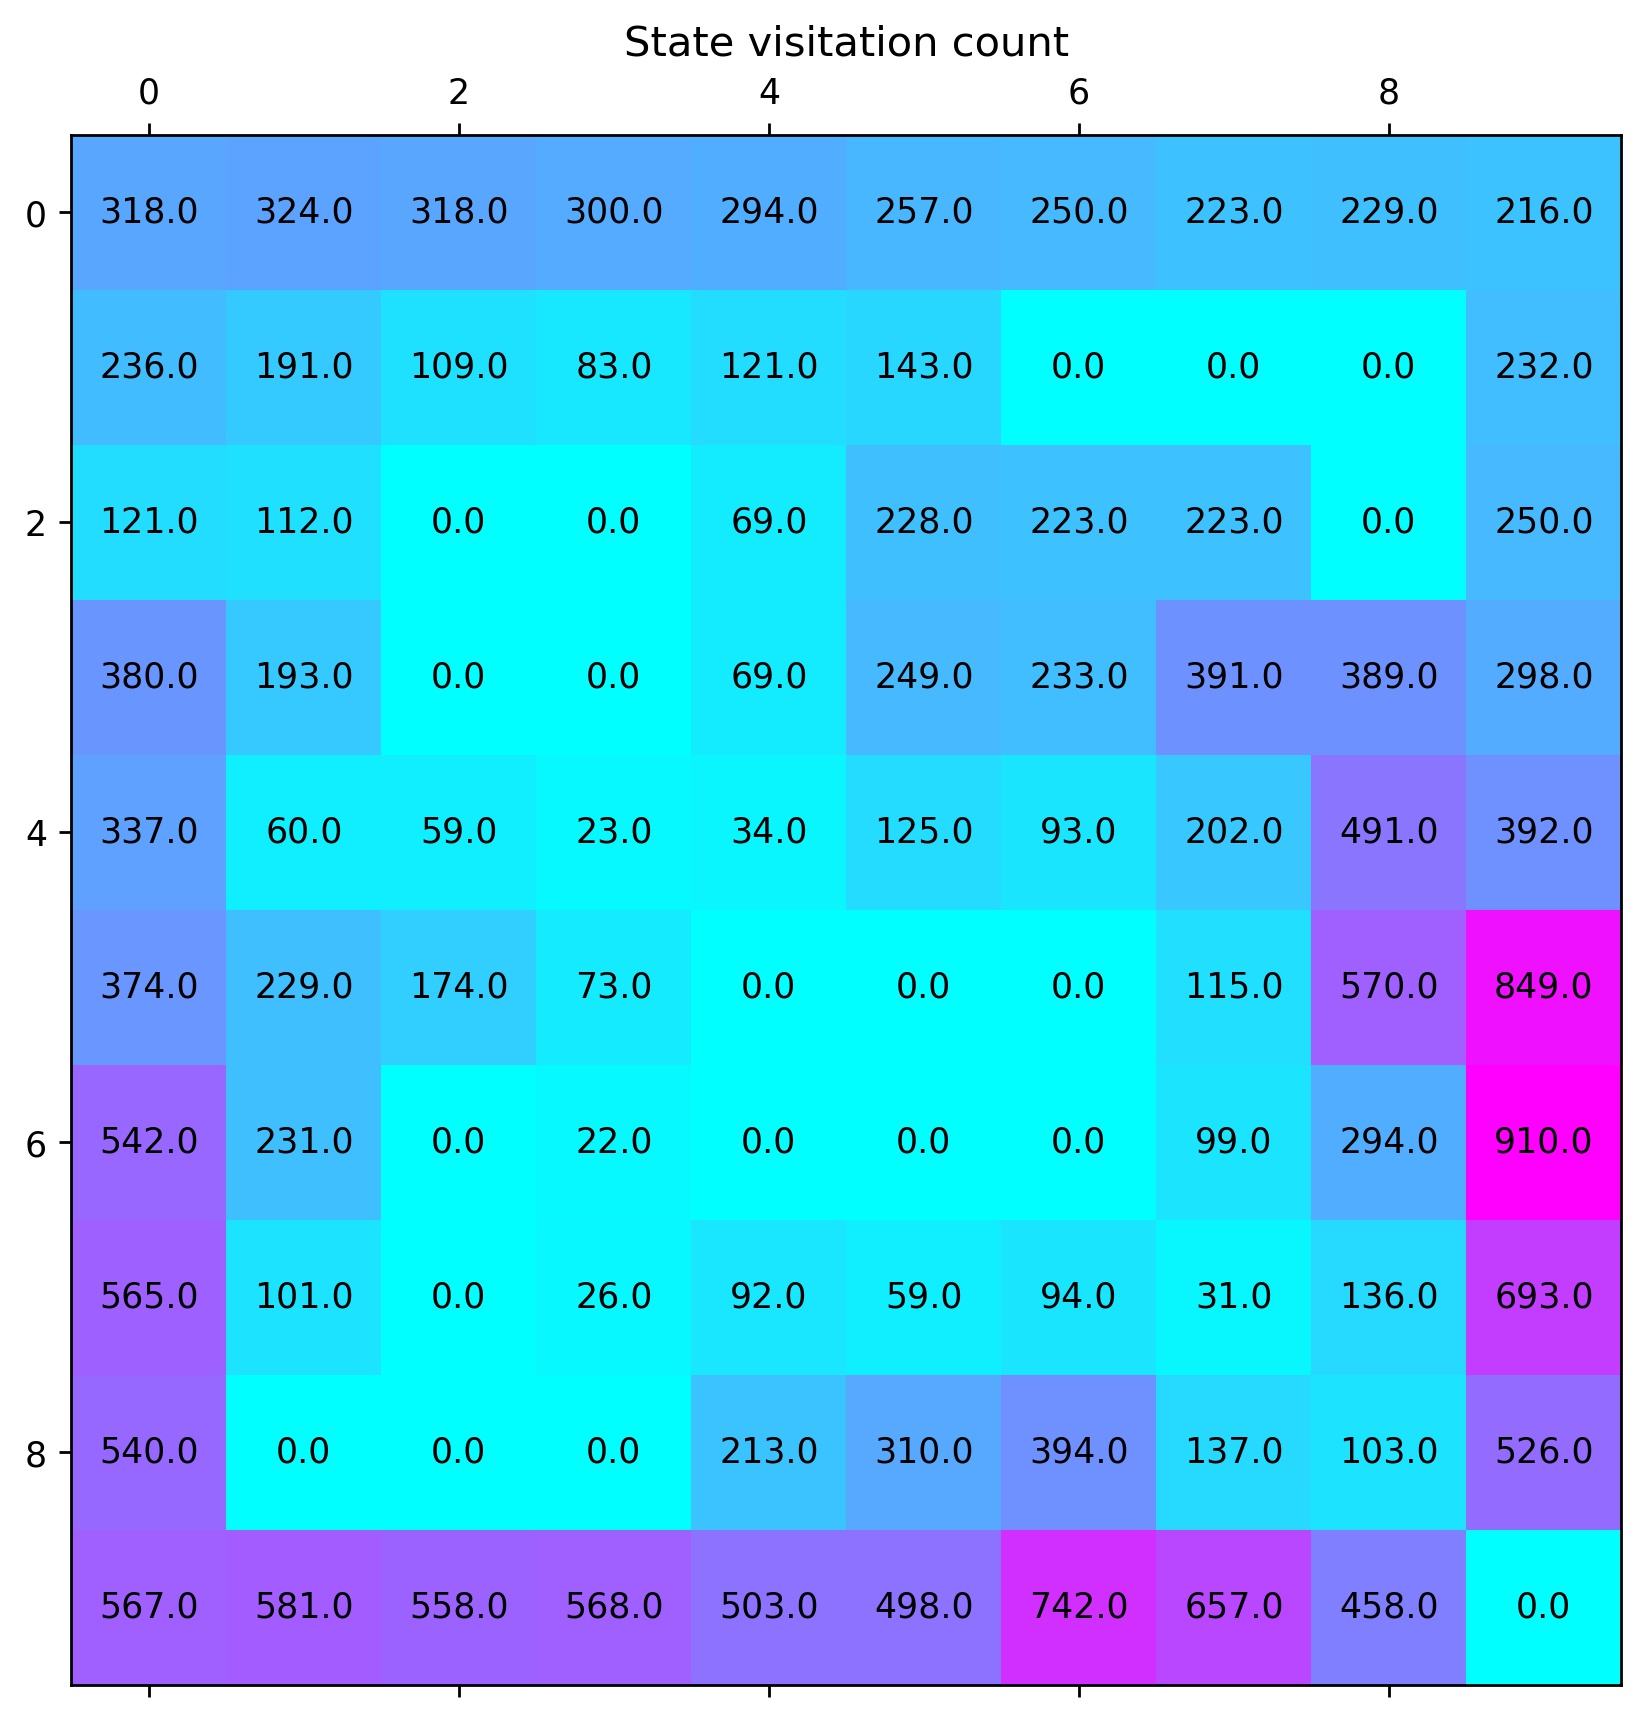 State visitation count
0 2 4 6 8
0 318.0 324.0 318.0 300.0 294.0 257.0 250.0 223.0 229.0 216.0
236.0 191.0 109.0 83.0 121.0 143.0 0.0 0.0 0.0 232.0
2 121.0 112.0 0.0 0.0 69.0 228.0 223.0 223.0 0.0 250.0
380.0 193.0 0.0 0.0 69.0 249.0 233.0 391.0 389.0 298.0
4 337.0 60.0 59.0 23.0 34.0 125.0 93.0 202.0 491.0 392.0
374.0 229.0 174.0 73.0 0.0 0.0 0.0 115.0 570.0 849.0
6 542.0 231.0 0.0 22.0 0.0 0.0 0.0 99.0 294.0 910.0
565.0 101.0 0.0 26.0 92.0 59.0 94.0 31.0 136.0 693.0
8 540.0 0.0 0.0 0.0 213.0 310.0 394.0 137.0 103.0 526.0
567.0 581.0 558.0 568.0 503.0 498.0 742.0 657.0 458.0 0.0